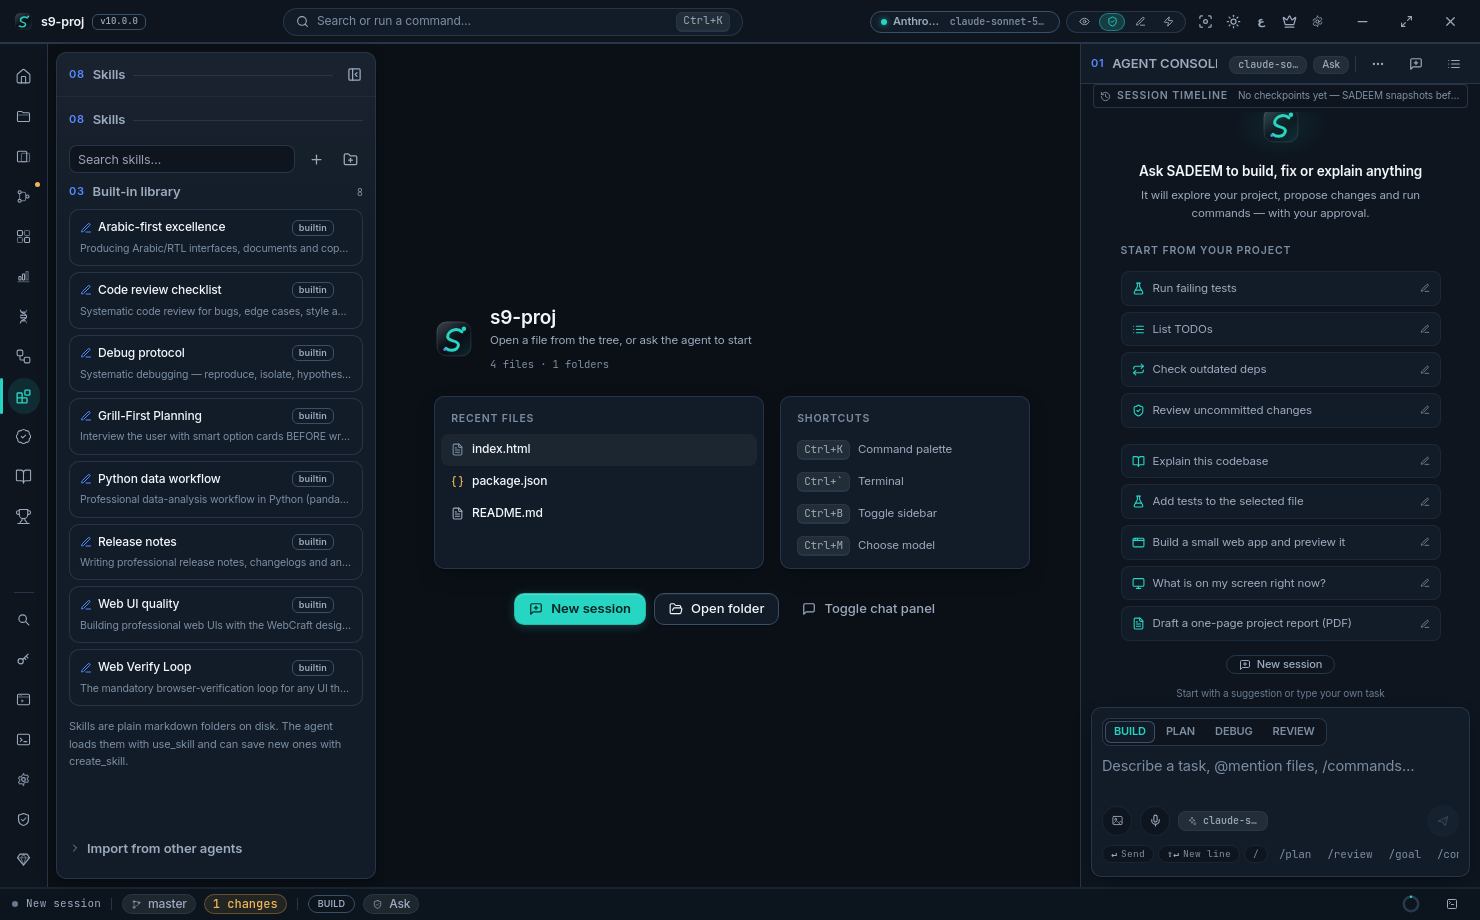 s9-proj v10.0.0
Search or run a command... Ctrl+K
Anthro... claude-sonnet-5...
ع
08 Skills
08 Skills
Search skills...
03 Built-in library 8
Arabic-first excellence builtin
Producing Arabic/RTL interfaces, documents and cop...
Code review checklist builtin
Systematic code review for bugs, edge cases, style a...
Debug protocol builtin
Systematic debugging — reproduce, isolate, hypothes...
Grill-First Planning builtin
Interview the user with smart option cards BEFORE wr...
Python data workflow builtin
Professional data-analysis workflow in Python (panda...
Release notes builtin
Writing professional release notes, changelogs and an...
Web UI quality builtin
Building professional web UIs with the WebCraft desig...
Web Verify Loop builtin
The mandatory browser-verification loop for any UI th...
Skills are plain markdown folders on disk. The agent
loads them with use_skill and can save new ones with
create_skill.
Import from other agents
s9-proj
Open a file from the tree, or ask the agent to start
4 files · 1 folders
RECENT FILES
index.html
package.json
README.md
SHORTCUTS
Ctrl+K Command palette
Ctrl+` Terminal
Ctrl+B Toggle sidebar
Ctrl+M Choose model
New session
Open folder
Toggle chat panel
01 AGENT CONSOL claude-so... Ask
SESSION TIMELINE No checkpoints yet — SADEEM snapshots bef...
Ask SADEEM to build, fix or explain anything
It will explore your project, propose changes and run
commands — with your approval.
START FROM YOUR PROJECT
Run failing tests
List TODOs
Check outdated deps
Review uncommitted changes
Explain this codebase
Add tests to the selected file
Build a small web app and preview it
What is on my screen right now?
Draft a one-page project report (PDF)
New session
Start with a suggestion or type your own task
BUILD PLAN DEBUG REVIEW
Describe a task, @mention files, /commands...
claude-s...
↵ Send ⇧↵ New line / /plan /review /goal /com
New session master 1 changes BUILD Ask